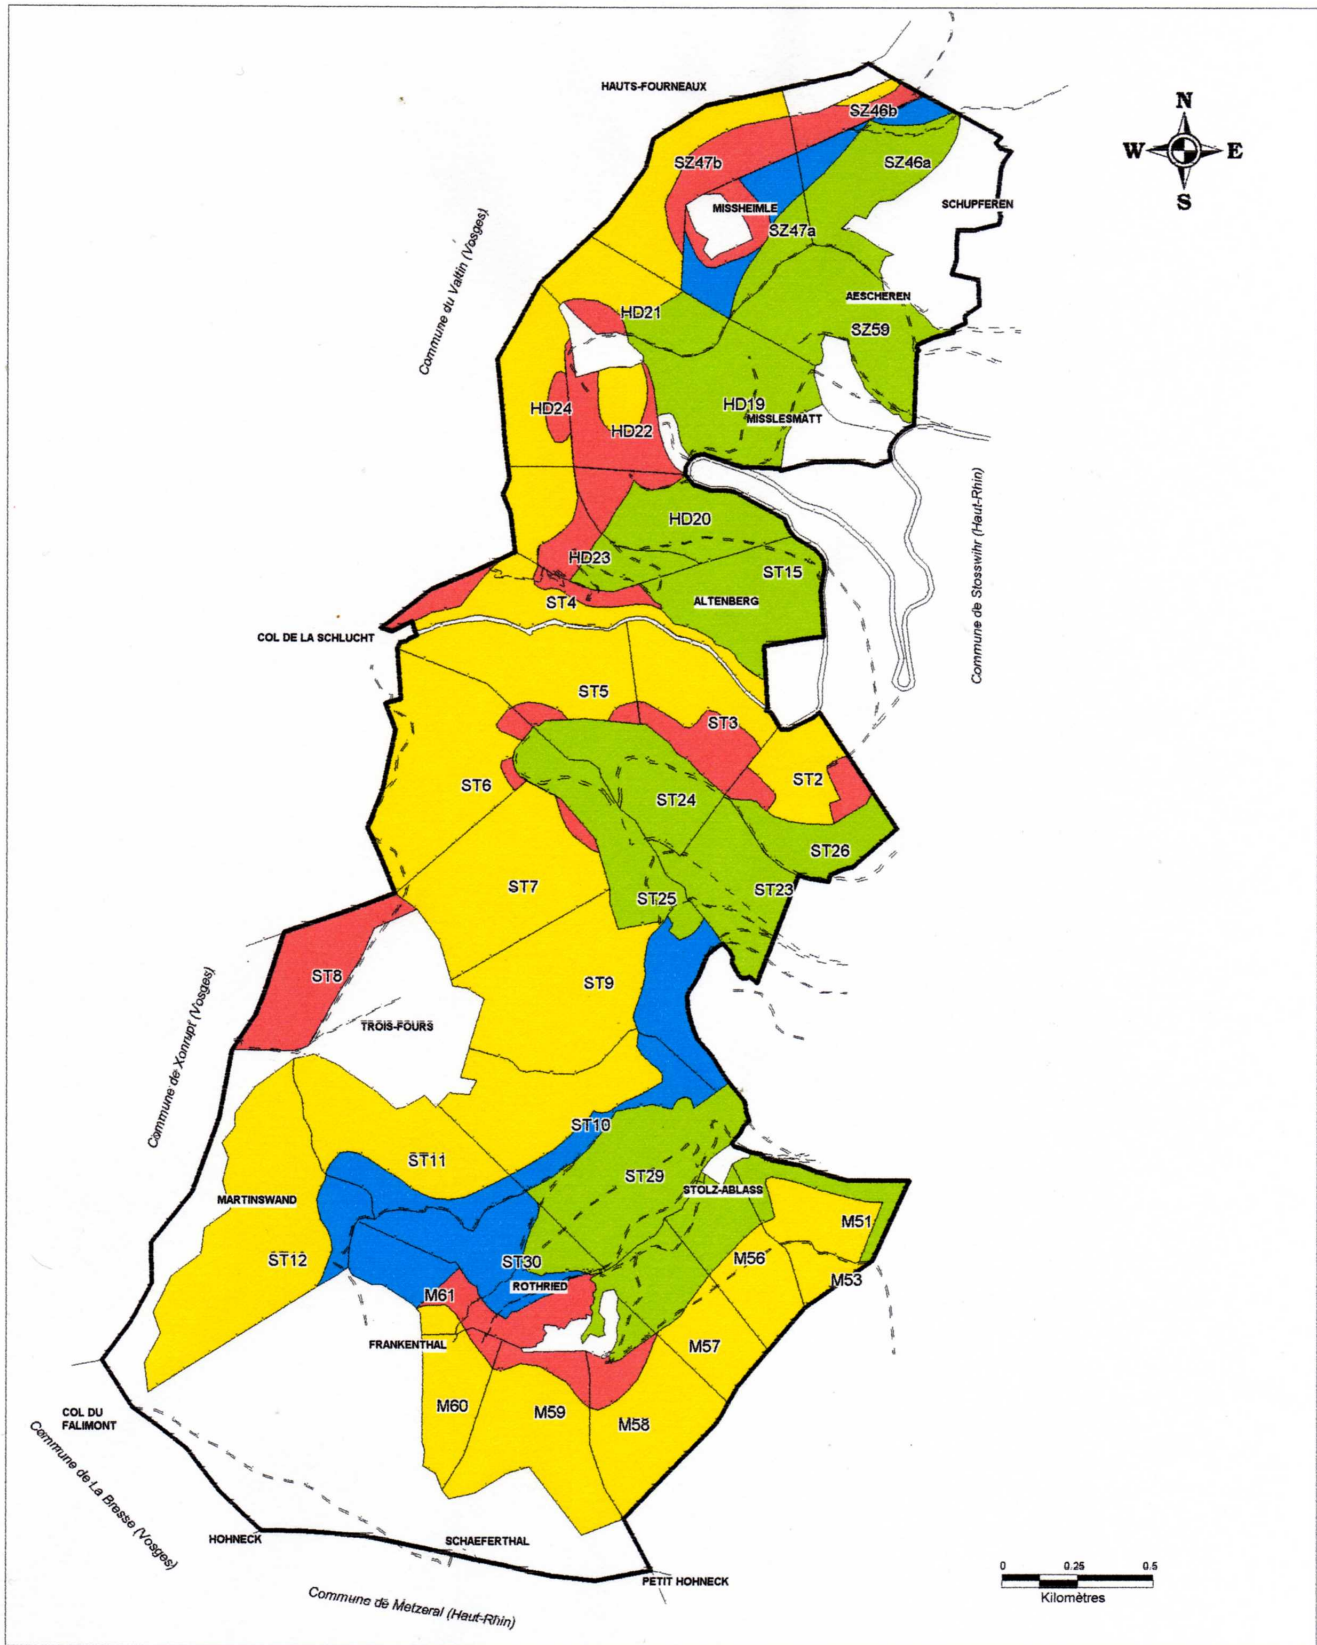 HAUTS-FOURNEAUX
N
W E
S
SZ46b
SZ47b
SZ46a
MISSHEIMLE
SCHUPFEREN
SZ47a
Commune du Valtin (Vosges)
AESCHEREN
HD21
SZ59
HD24
HD19
MISSLESMATT
HD22
Commune de Stosswihr (Haut-Rhin)
HD20
HD23
ST15
ST4
ALTENBERG
COL DE LA SCHLUCHT
ST5
ST3
ST6
ST2
ST24
ST26
ST7
ST25
ST23
ST8
ST9
TROIS-FOURS
Commune de Xonrupt (Vosges)
ST10
ST11
ST29
STOLZ-ABLASS
MARTINSWAND
M51
ST12
ST30
M56
M53
ROTHRIED
M61
FRANKENTHAL
M57
M60
M59
M58
COL DU
FALIMONT
Commune de La Bresse (Vosges)
HOHNECK
SCHAEFERTHAL
PETIT HOHNECK
Commune de Metzeral (Haut-Rhin)
0 0.25 0.5
Kilomètres